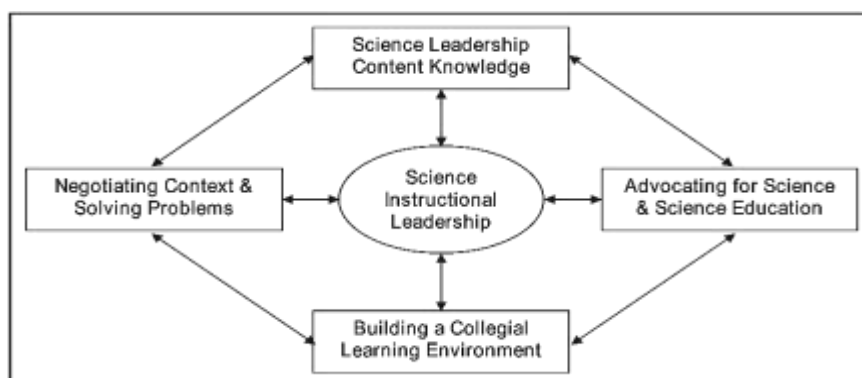 Science Leadership
Content Knowledge
Negotiating Context &
Solving Problems
Science
Instructional
Leadership
Advocating for Science
& Science Education
Building a Collegial
Learning Environment